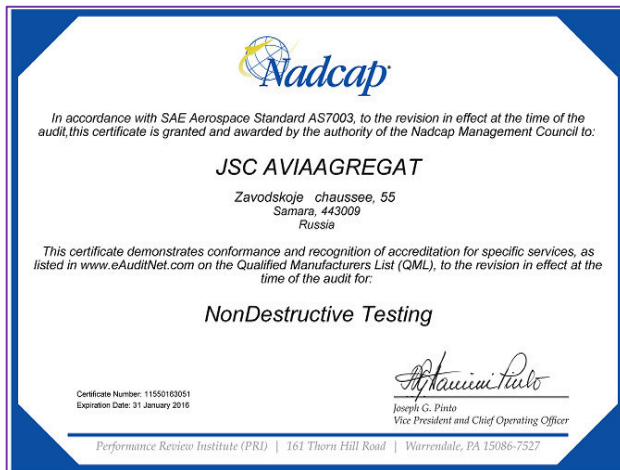 Nadcap
In accordance with SAE Aerospace Standard AS7003, to the revision in effect at the time of the
audit,this certificate is granted and awarded by the authority of the Nadcap Management Council to:
JSC AVIAAGREGAT
Zavodskoje chaussee, 55
Samara, 443009
Russia
This certificate demonstrates conformance and recognition of accreditation for specific services, as
listed in www.eAuditNet.com on the Qualified Manufacturers List (QML), to the revision in effect at the
time of the audit for:
NonDestructive Testing
Certificate Number: 11550163051
Expiration Date: 31 January 2016
Joseph G. Pinto
Vice President and Chief Operating Officer
Performance Review Institute (PRI) | 161 Thorn Hill Road | Warrendale, PA 15086-7527